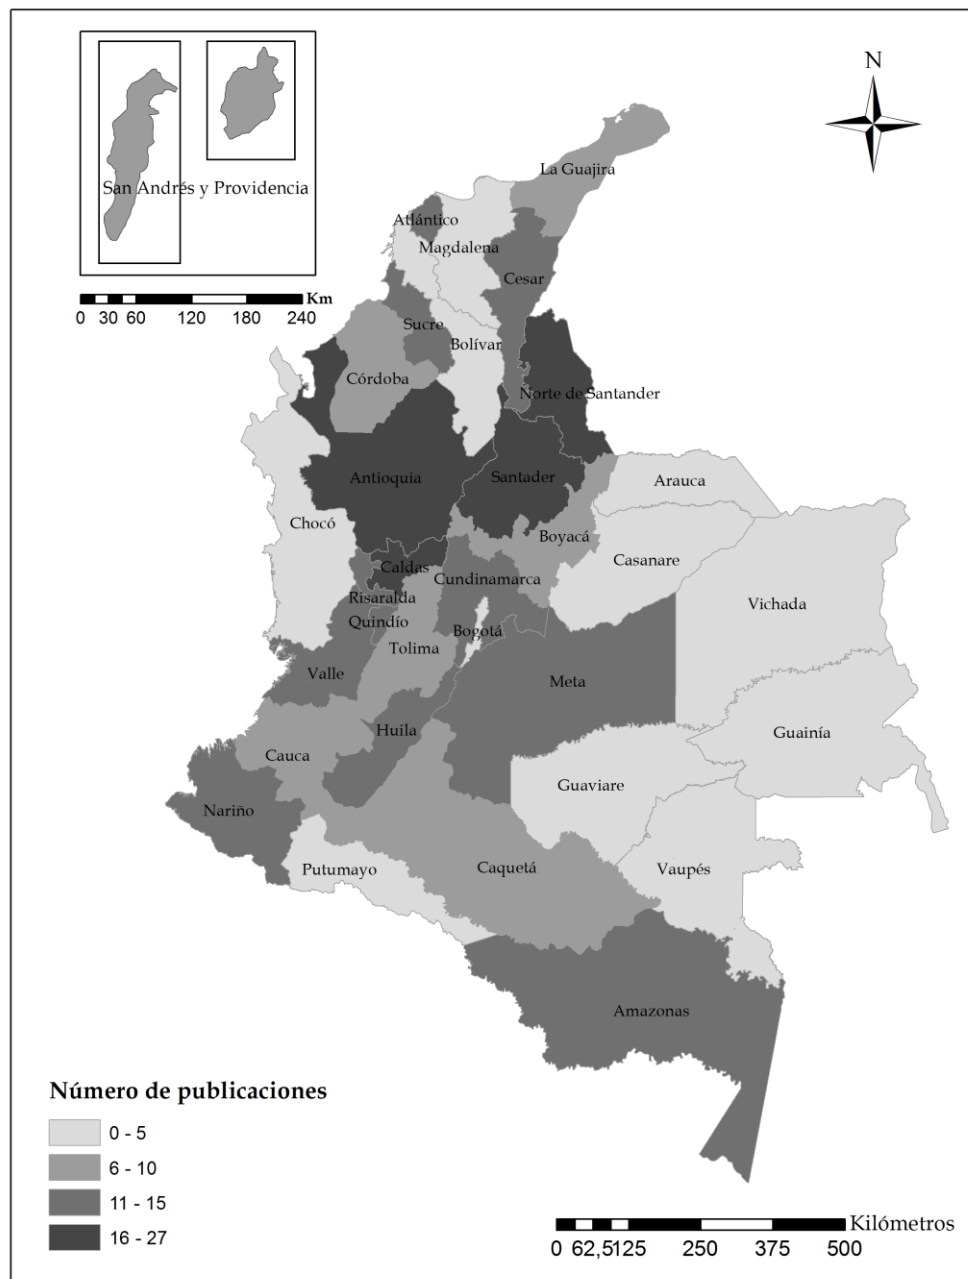 N
San Andrés y Providencia
Km
0 30 60 120 180 240
La Guajira
Atlántico
Magdalena
Cesar
Sucre
Bolívar
Córdoba
Norte de Santander
Antioquia
Santader
Arauca
Chocó
Boyacá
Casanare
Caldas
Cundinamarca
Risaralda
Vichada
Quindío
Bogotá
Tolima
Valle
Meta
Huila
Guainía
Cauca
Guaviare
Nariño
Putumayo
Caquetá
Vaupés
Amazonas
Número de publicaciones
0 - 5
6 - 10
11 - 15
16 - 27
Kilómetros
0 62,5125 250 375 500